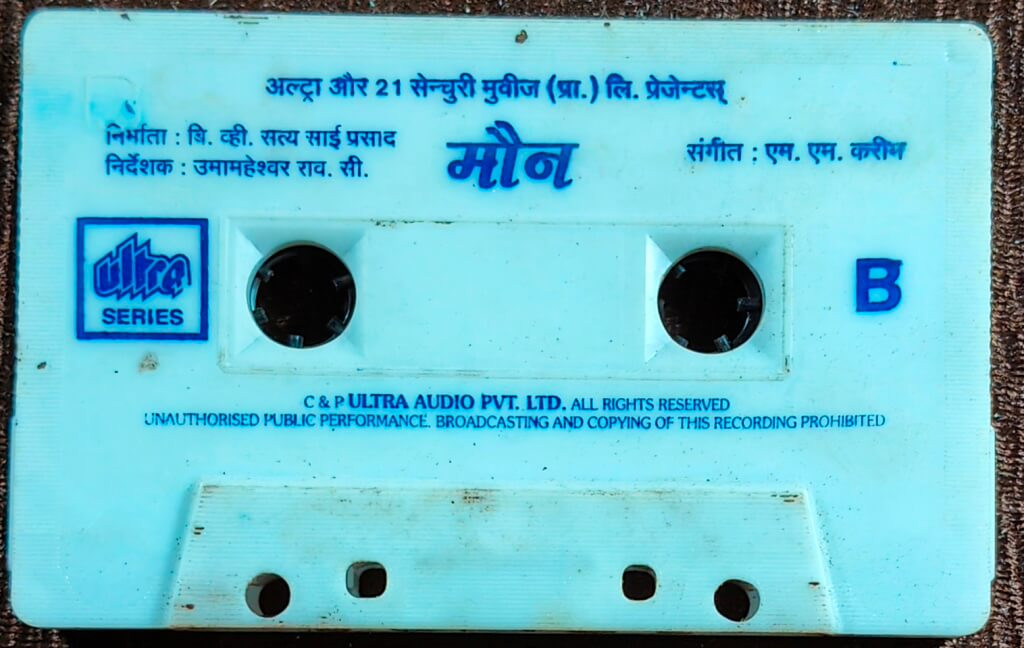 अल्ट्रा और 21 सेन्चुरी मुवीज (प्रा.) लि. प्रेजेन्टस्
निर्माता : बि. व्ही. सत्य साई प्रसाद
निर्देशक : उमामहेश्वर राव. सी.
मौन
संगीत : एम. एम. करीम
ultra
SERIES
B
C & P ULTRA AUDIO PVT. LTD. ALL RIGHTS RESERVED
UNAUTHORISED PUBLIC PERFORMANCE. BROADCASTING AND COPYING OF THIS RECORDING PROHIBITED